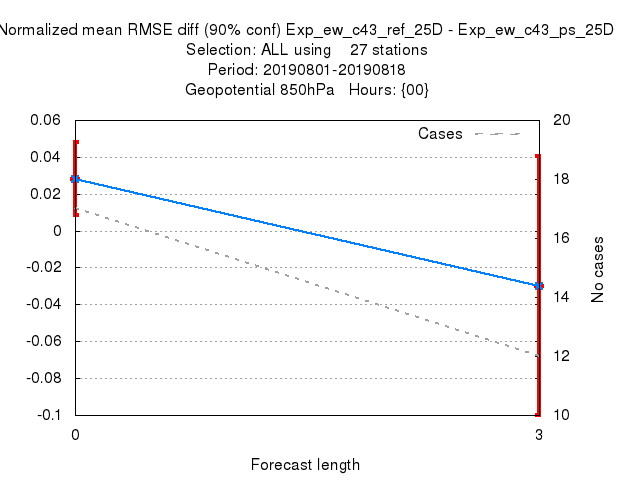 Normalized mean RMSE diff (90% conf) Exp_ew_c43_ref_25D - Exp_ew_c43_ps_25D
Selection: ALL using    27 stations
Period: 20190801-20190818
Geopotential 850hPa   Hours: {00}
Cases
0.06
0.04
0.02
0
-0.02
-0.04
-0.06
-0.08
-0.1
20
18
16
14
12
10
No cases
0
3
Forecast length